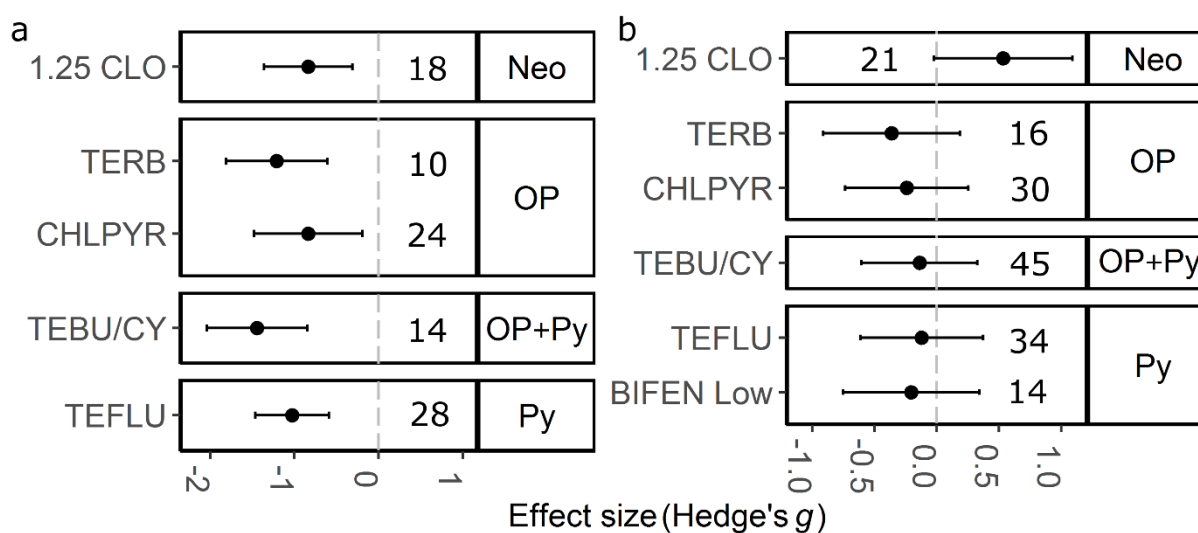 a
1.25 CLO 18 Neo
TERB 10
OP
CHLPYR 24
TEBU/CY 14 OP+Py
TEFLU 28 Py
-2 -1 0 1
b
1.25 CLO 21 Neo
TERB 16
OP
CHLPYR 30
TEBU/CY 45 OP+Py
TEFLU 34
Py
BIFEN Low 14
-1.0 -0.5 0.0 0.5 1.0
Effect size (Hedge's g)